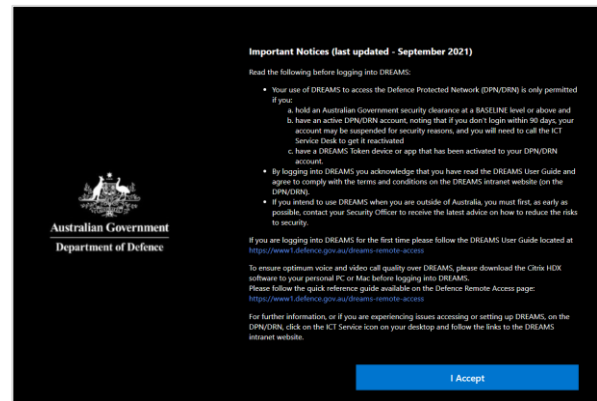 Important Notices (last updated - September 2021)
Read the following before logging into DREAMS:
• Your use of DREAMS to access the Defence Protected Network (DPN/DRN) is only permitted
if you:
a. hold an Australian Government security clearance at a BASELINE level or above and
b. have an active DPN/DRN account, noting that if you don't login within 90 days, your
account may be suspended for security reasons, and you will need to call the ICT
Service Desk to get it reactivated
c. have a DREAMS Token device or app that has been activated to your DPN/DRN
account.
• By logging into DREAMS you acknowledge that you have read the DREAMS User Guide and
agree to comply with the terms and conditions on the DREAMS intranet website (on the
DPN/DRN).
• If you intend to use DREAMS when you are outside of Australia, you must first, as early as
possible, contact your Security Officer to receive the latest advice on how to reduce the risks
to security.
If you are logging into DREAMS for the first time please follow the DREAMS User Guide located at
https://www1.defence.gov.au/dreams-remote-access
To ensure optimum voice and video call quality over DREAMS, please download the Citrix HDX
software to your personal PC or Mac before logging into DREAMS.
Please follow the quick reference guide available on the Defence Remote Access page:
https://www1.defence.gov.au/dreams-remote-access
For further information, or if you are experiencing issues accessing or setting up DREAMS, on the
DPN/DRN, click on the ICT Service icon on your desktop and follow the links to the DREAMS
intranet website.
Australian Government
Department of Defence
I Accept